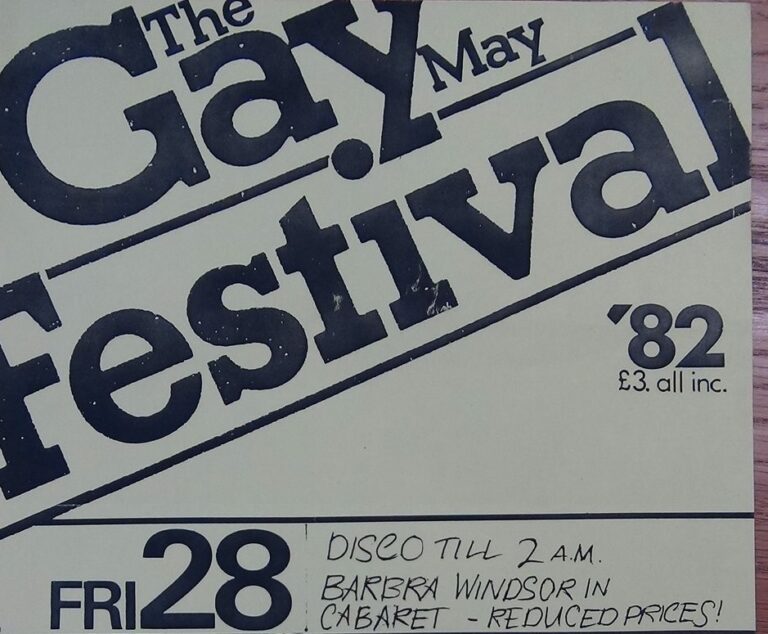 The
Gay May
Festival
'82
£3. all inc.
FRI 28
DISCO TILL 2 A.M.
BARBRA WINDSOR IN
CABARET - REDUCED PRICES!